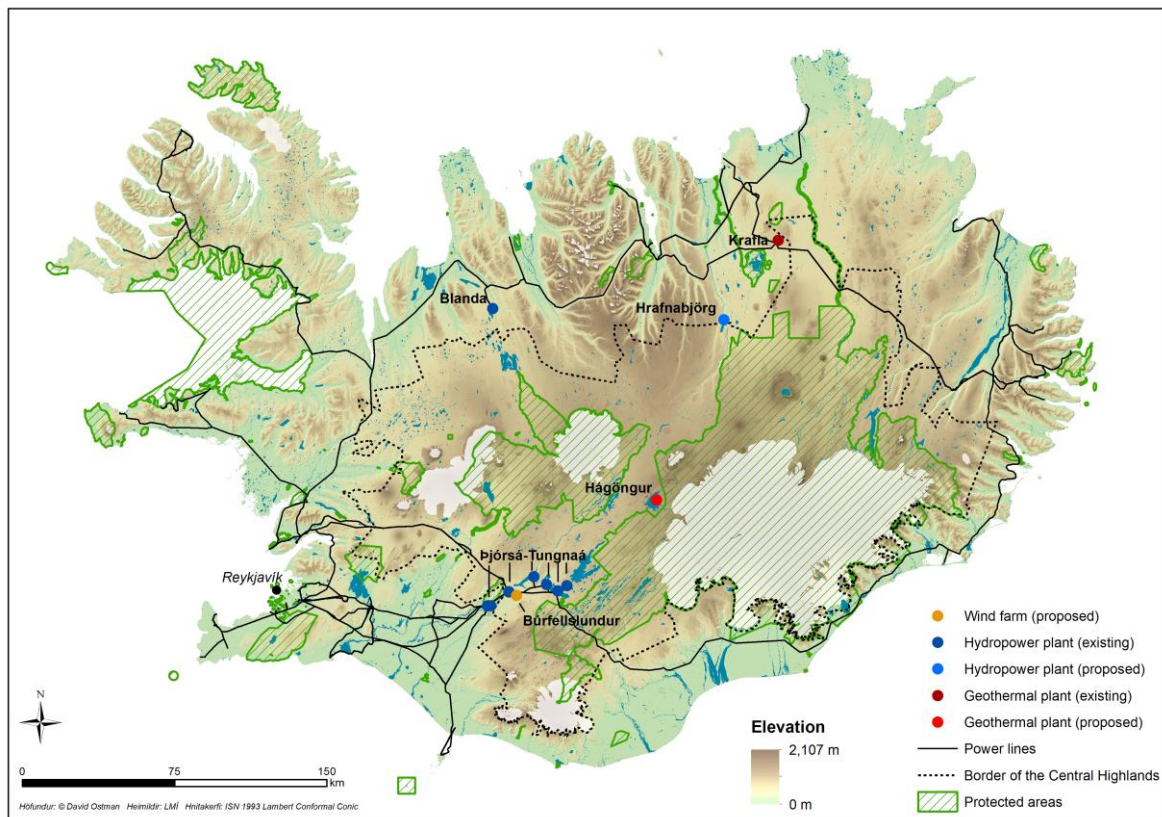 Krafla
Blanda
Hrafnabjörg
Hágöngur
Þjórsá-Tungnaá
Reykjavík
Búrfellslundur
N
0
75
150
km
Höfundur: © David Ostman Heimildir: LMÍ Hnitakerfi: ISN 1993 Lambert Conformal Conic
Elevation
2,107 m
0 m
Wind farm (proposed)
Hydropower plant (existing)
Hydropower plant (proposed)
Geothermal plant (existing)
Geothermal plant (proposed)
Power lines
Border of the Central Highlands
Protected areas